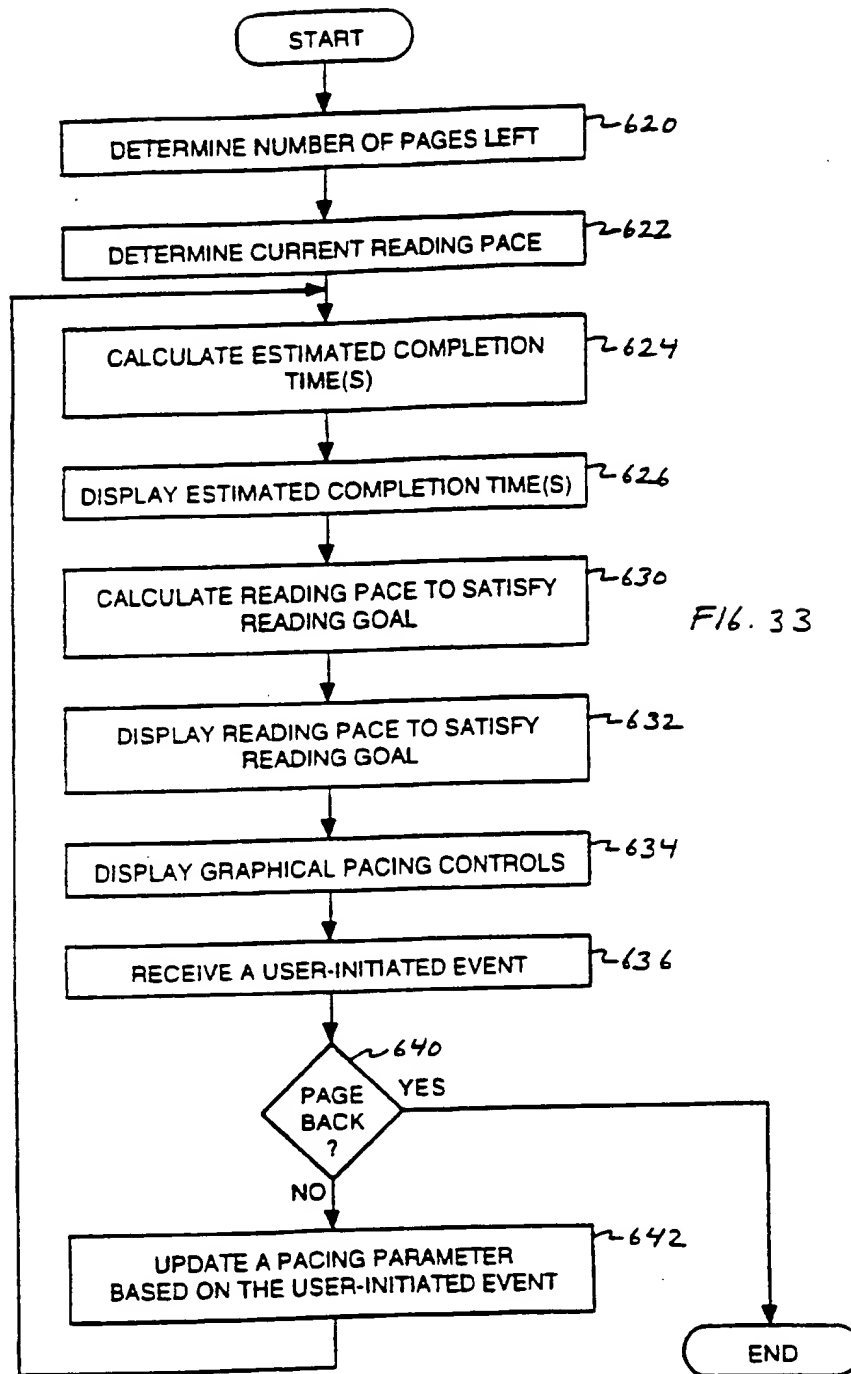 START
DETERMINE NUMBER OF PAGES LEFT
620
DETERMINE CURRENT READING PACE
622
CALCULATE ESTIMATED COMPLETION
TIME(S)
624
DISPLAY ESTIMATED COMPLETION TIME(S)
626
CALCULATE READING PACE TO SATISFY
READING GOAL
630
FIG. 33
DISPLAY READING PACE TO SATISFY
READING GOAL
632
DISPLAY GRAPHICAL PACING CONTROLS
634
RECEIVE A USER-INITIATED EVENT
636
640
PAGE
BACK
?
YES
NO
UPDATE A PACING PARAMETER
BASED ON THE USER-INITIATED EVENT
642
END